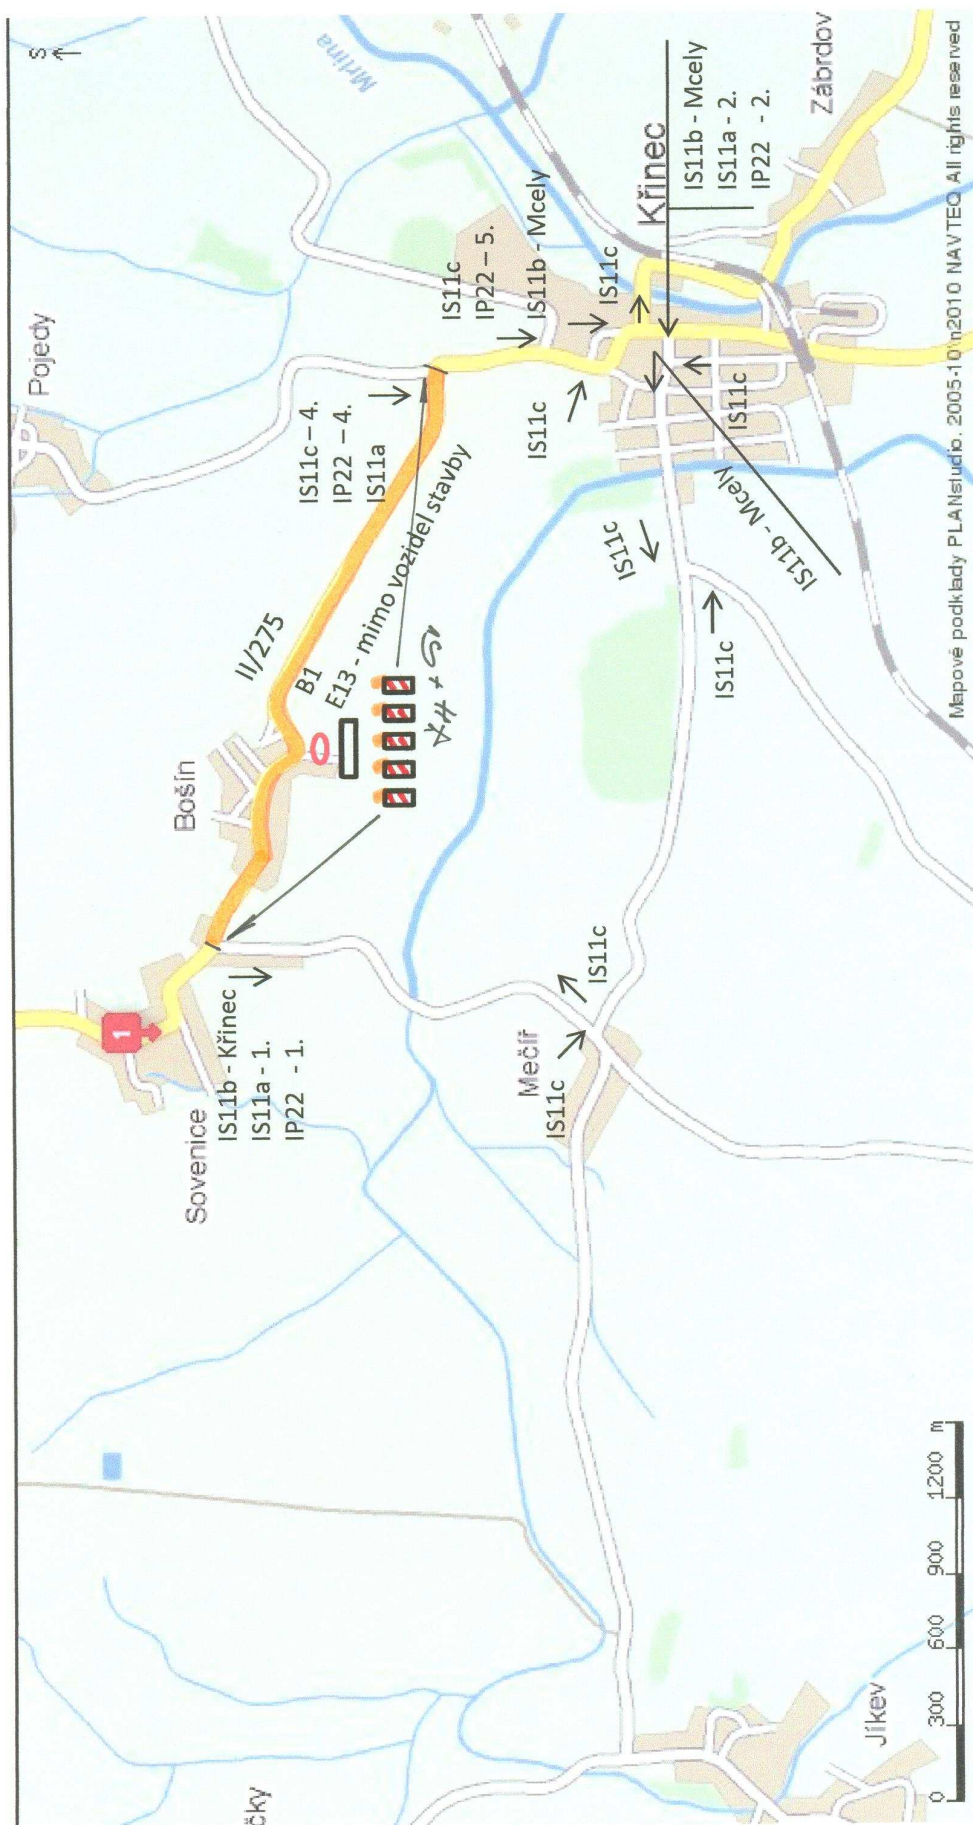 S
Mrlina
Pojedy
Sovenice
Bošín
Křinec
Zábrdov
Mečíř
Jíkev
čky
1
II/275
B1
E13 - mimo vozidel stavby
IS11b - Křinec
IS11a - 1.
IP22 - 1.
IS11c – 4.
IP22 – 4.
IS11a
IS11c
IP22 – 5.
IS11b - Mcely
IS11c
IS11b - Mcely
IS11a - 2.
IP22 - 2.
IS11c
IS11c
IS11b - Mcely
IS11c
IS11c
IS11c
IS11c
0 300 600 900 1200 m
Mapové podklady PLANstudio, 2005-10\n2010 NAVTEQ All rights reserved